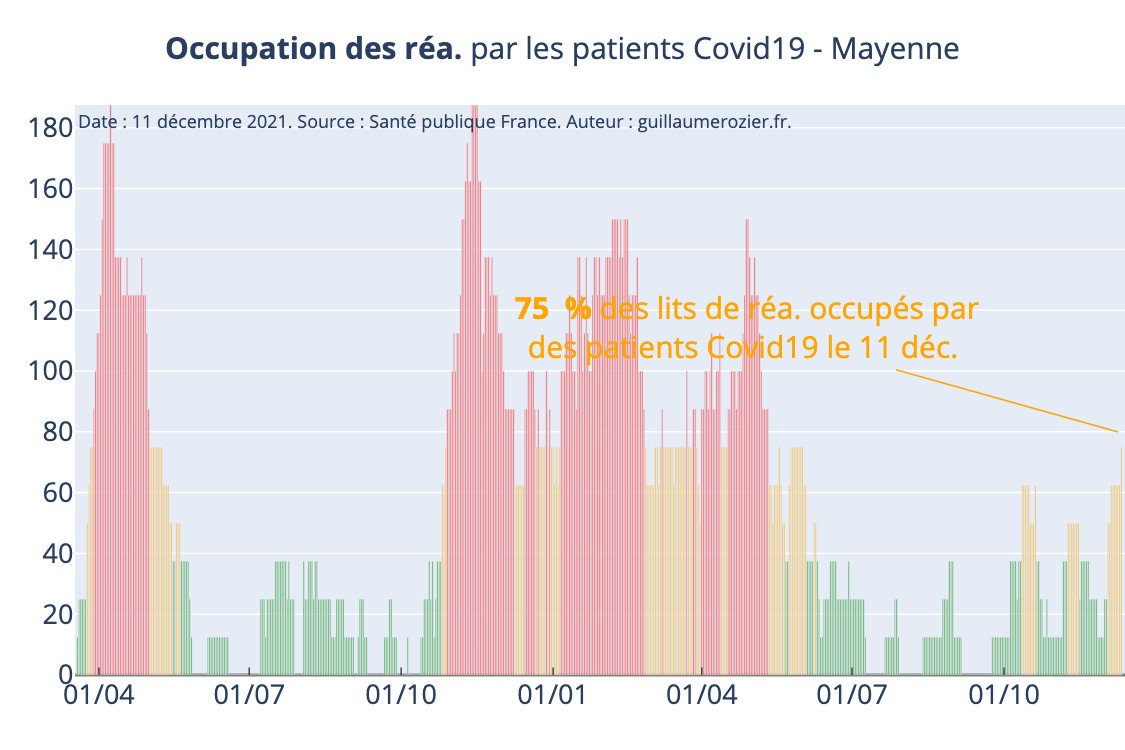 Occupation des réa. par les patients Covid19 - Mayenne
180
Date : 11 décembre 2021. Source : Santé publique France. Auteur : guillaumerozier.fr.
160
140
120
75 % des lits de réa. occupés par
des patients Covid19 le 11 déc.
100
80
60
40
20
0
01/04 01/07 01/10 01/01 01/04 01/07 01/10